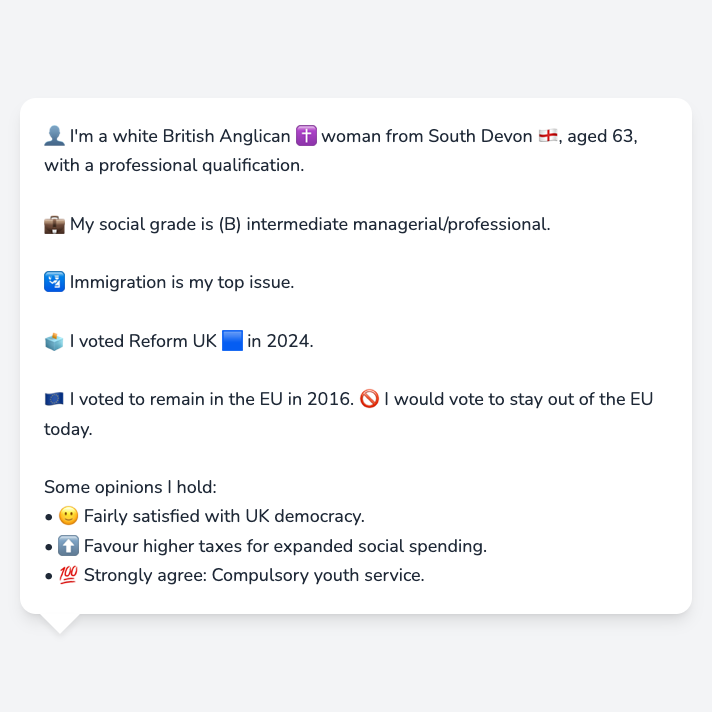 👤 I'm a white British Anglican ✝️ woman from South Devon 🏴󠁧󠁢󠁥󠁮󠁧󠁿, aged 63,
with a professional qualification.
💼 My social grade is (B) intermediate managerial/professional.
🛂 Immigration is my top issue.
🗳️ I voted Reform UK 🟦 in 2024.
🇪🇺 I voted to remain in the EU in 2016. 🚫 I would vote to stay out of the EU
today.
Some opinions I hold:
• 🙂 Fairly satisfied with UK democracy.
• ⬆️ Favour higher taxes for expanded social spending.
• 💯 Strongly agree: Compulsory youth service.